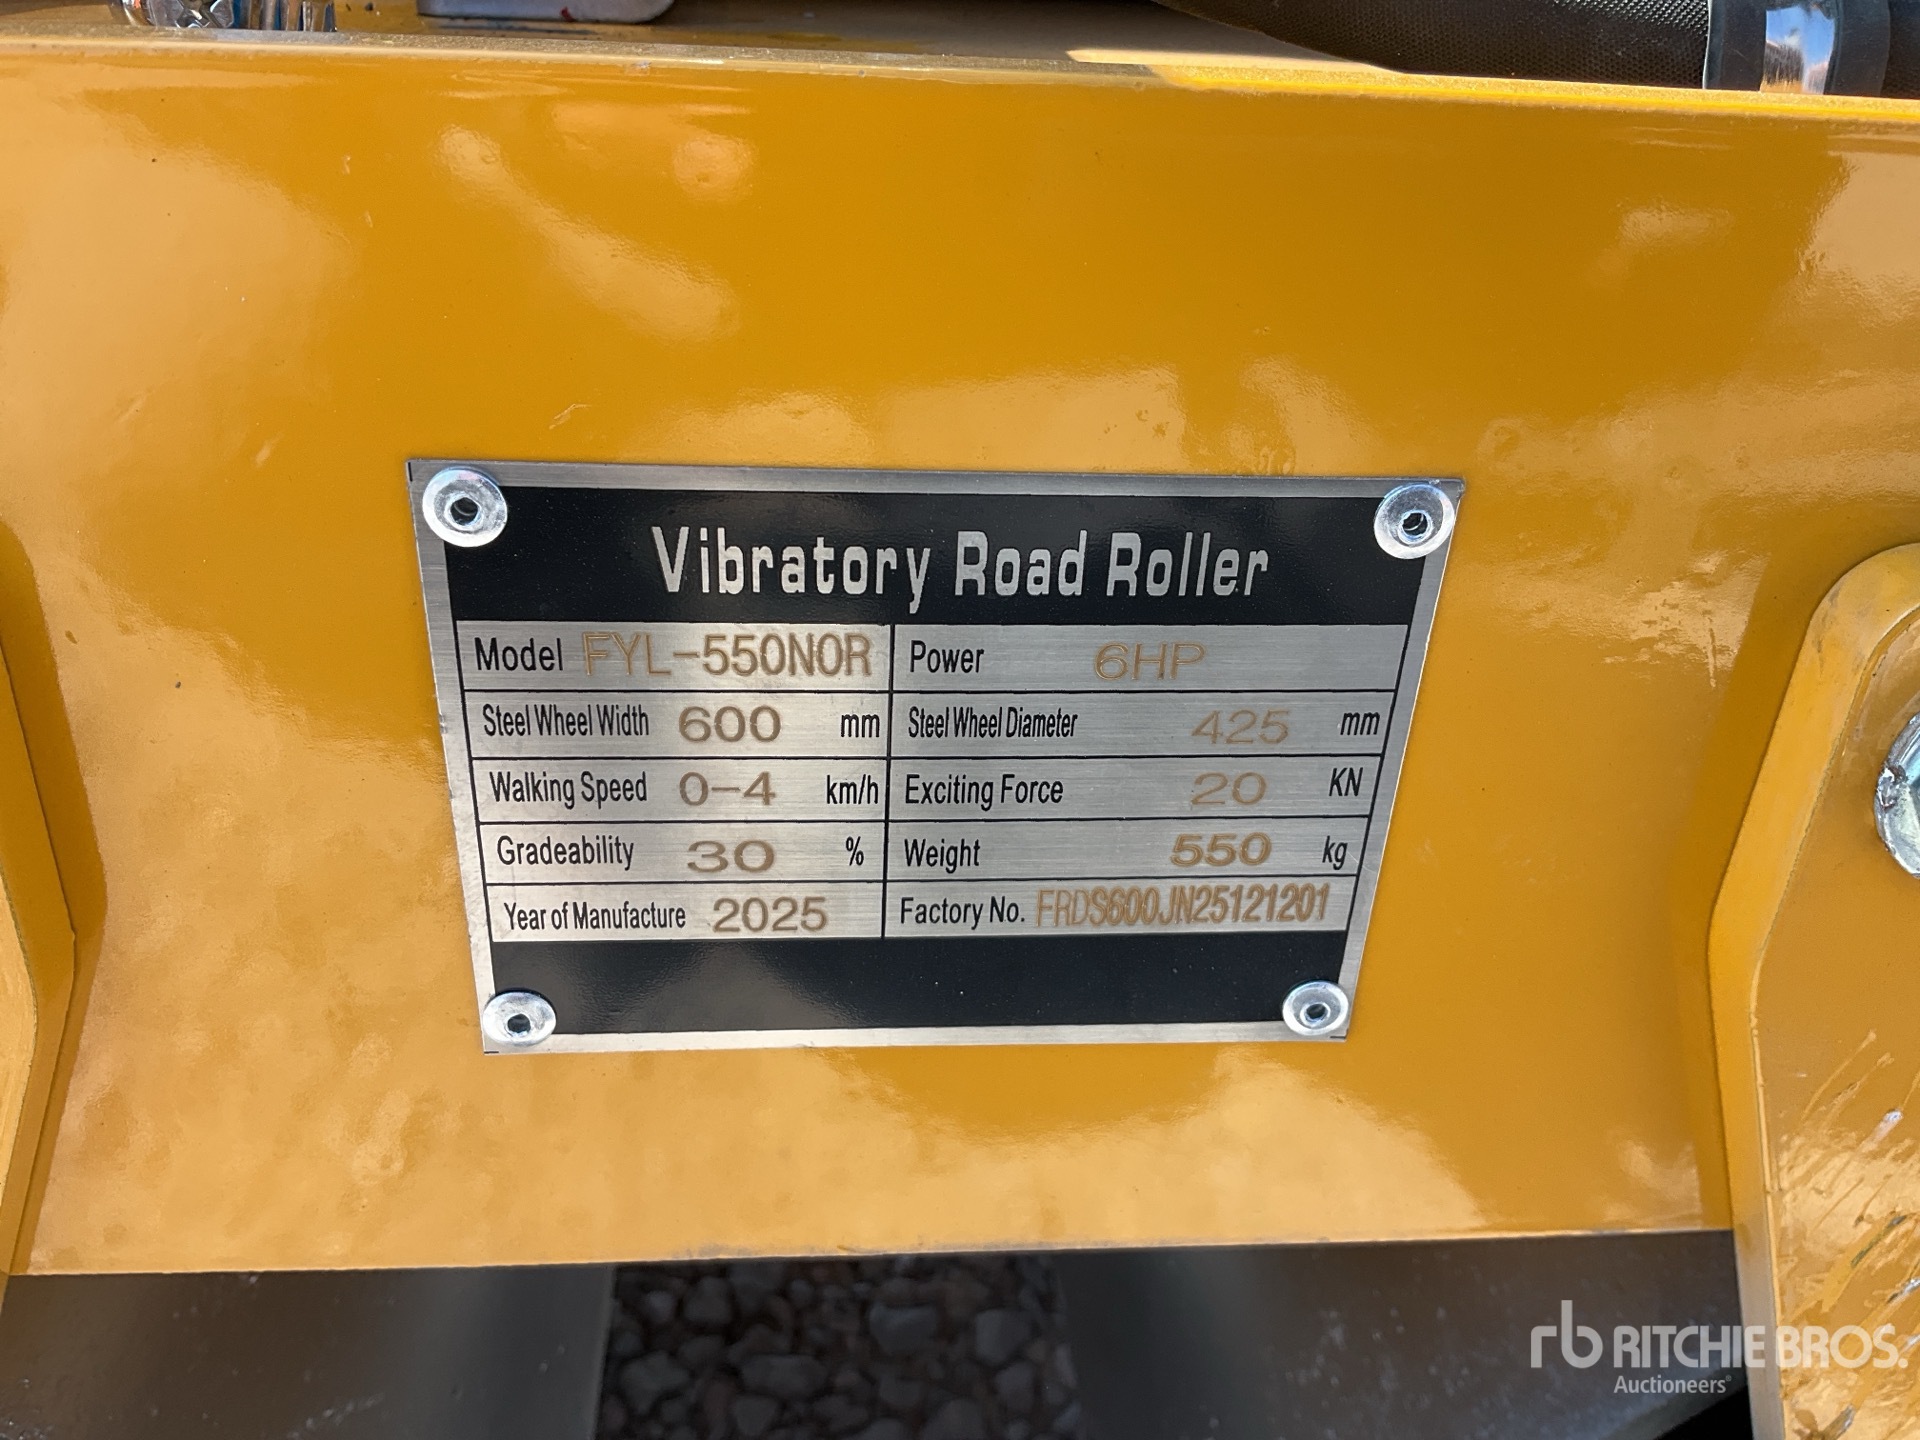 Vibratory Road Roller
Model FYL-550NOR Power 6HP
Steel Wheel Width 600 mm Steel Wheel Diameter 425 mm
Walking Speed 0-4 km/h Exciting Force 20 KN
Gradeability 30 % Weight 550 kg
Year of Manufacture 2025 Factory No. FRDS600JN25121201
rb RITCHIE BROS.
Auctioneers